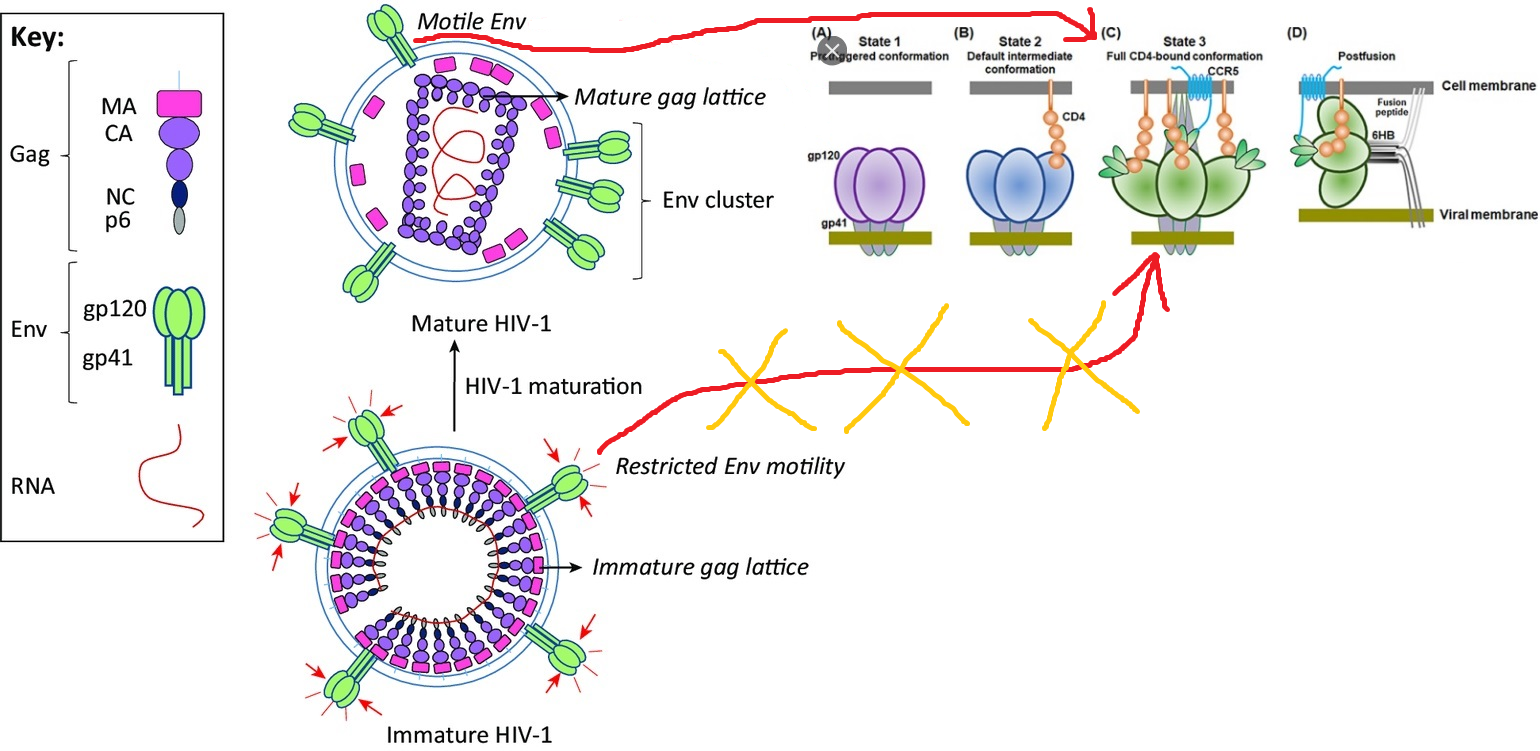 Key:
Gag
MA
CA
NC
p6
Env
gp120
gp41
RNA
Motile Env
Mature gag lattice
Env cluster
Mature HIV-1
HIV-1 maturation
Restricted Env motility
Immature gag lattice
Immature HIV-1
(A)
State 1
conformation
gp120
gp41
(B)
State 2
Default intermediate
conformation
CD4
(C)
State 3
Full CD4-bound conformation
CCR5
(D)
Postfusion
Cell membrane
Fusion
peptide
6HB
Viral membrane